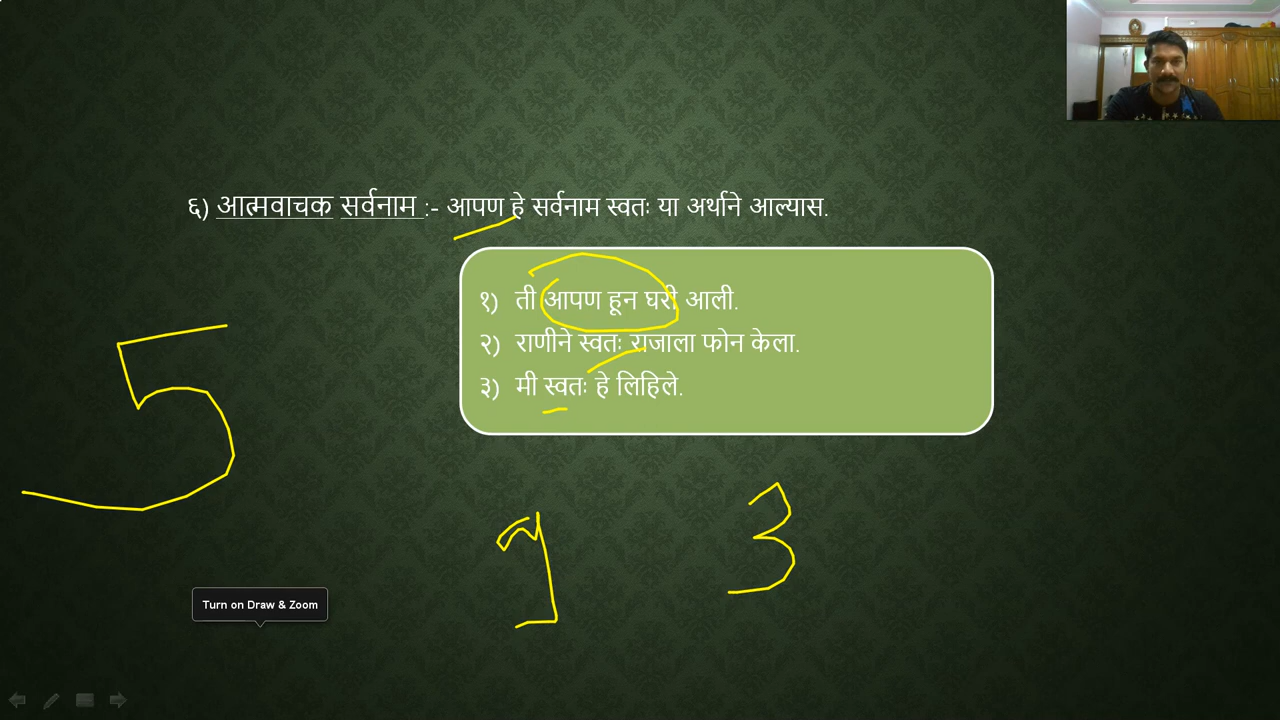 ६) आत्मवाचक सर्वनाम :- आपण हे सर्वनाम स्वतः या अर्थाने आल्यास.
१) ती आपण हून घरी आली.
२) राणीने स्वतः राजाला फोन केला.
३) मी स्वतः हे लिहिले.
5
१ 3
Turn on Draw & Zoom